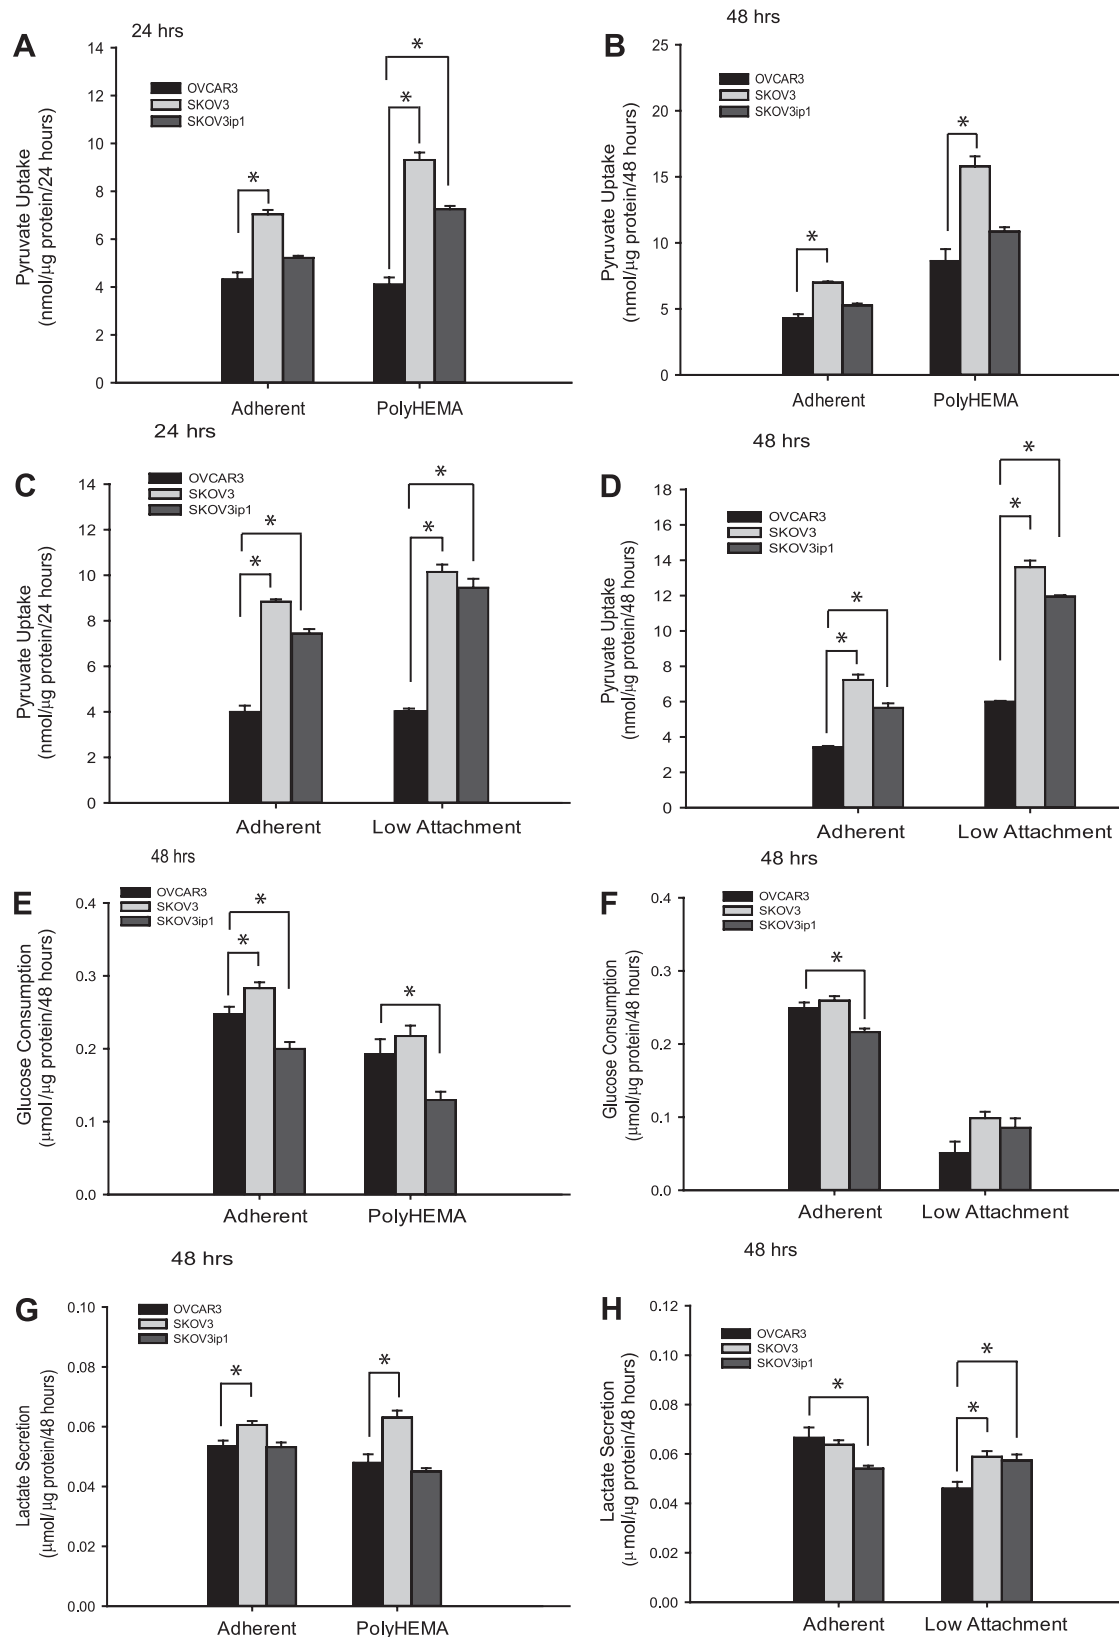 A
24 hrs
Pyruvate Uptake
(nmol/μg protein/24 hours)
14
12
10
8
6
4
2
0
OVCAR3
SKOV3
SKOV3ip1
*
*
*
Adherent
PolyHEMA
B
48 hrs
Pyruvate Uptake
(nmol/μg protein/48 hours)
25
20
15
10
5
0
OVCAR3
SKOV3
SKOV3ip1
*
*
Adherent
PolyHEMA
C
24 hrs
Pyruvate Uptake
(nmol/μg protein/24 hours)
14
12
10
8
6
4
2
0
OVCAR3
SKOV3
SKOV3ip1
*
*
*
*
Adherent
Low Attachment
D
48 hrs
Pyruvate Uptake
(nmol/μg protein/48 hours)
18
16
14
12
10
8
6
4
2
0
OVCAR3
SKOV3
SKOV3ip1
*
*
*
*
Adherent
Low Attachment
E
48 hrs
Glucose Consumption
(μmol/μg protein/48 hours)
0.4
0.3
0.2
0.1
0.0
OVCAR3
SKOV3
SKOV3ip1
*
*
*
Adherent
PolyHEMA
F
48 hrs
Glucose Consumption
(μmol/μg protein/48 hours)
0.4
0.3
0.2
0.1
0.0
OVCAR3
SKOV3
SKOV3ip1
*
Adherent
Low Attachment
G
48 hrs
Lactate Secretion
(μmol/μg protein/48 hours)
0.10
0.08
0.06
0.04
0.02
0.00
OVCAR3
SKOV3
SKOV3ip1
*
*
Adherent
PolyHEMA
H
48 hrs
Lactate Secretion
(μmol/μg protein/48 hours)
0.12
0.10
0.08
0.06
0.04
0.02
0.00
OVCAR3
SKOV3
SKOV3ip1
*
*
*
Adherent
Low Attachment